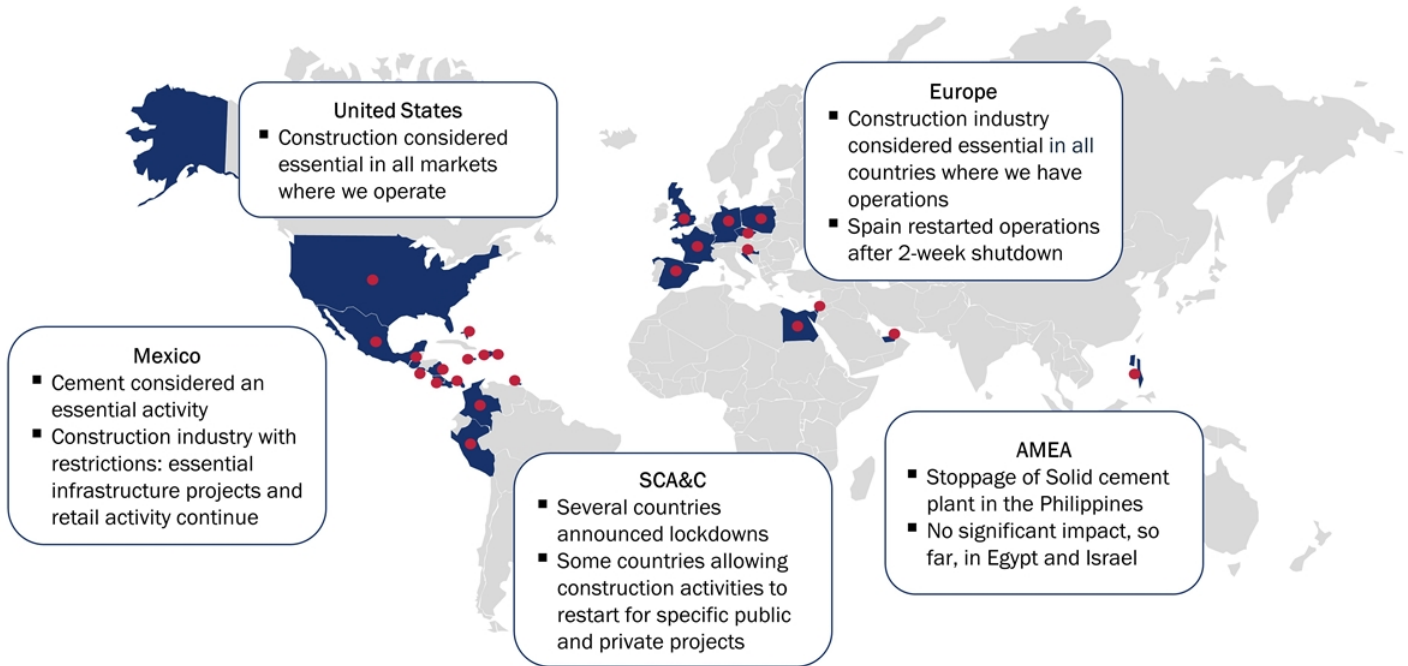 United States
▪ Construction considered
essential in all markets
where we operate
Europe
▪ Construction industry
considered essential in all
countries where we have
operations
▪ Spain restarted operations
after 2-week shutdown
Mexico
▪ Cement considered an
essential activity
▪ Construction industry with
restrictions: essential
infrastructure projects and
retail activity continue
SCA&C
▪ Several countries
announced lockdowns
▪ Some countries allowing
construction activities to
restart for specific public
and private projects
AMEA
▪ Stoppage of Solid cement
plant in the Philippines
▪ No significant impact, so
far, in Egypt and Israel